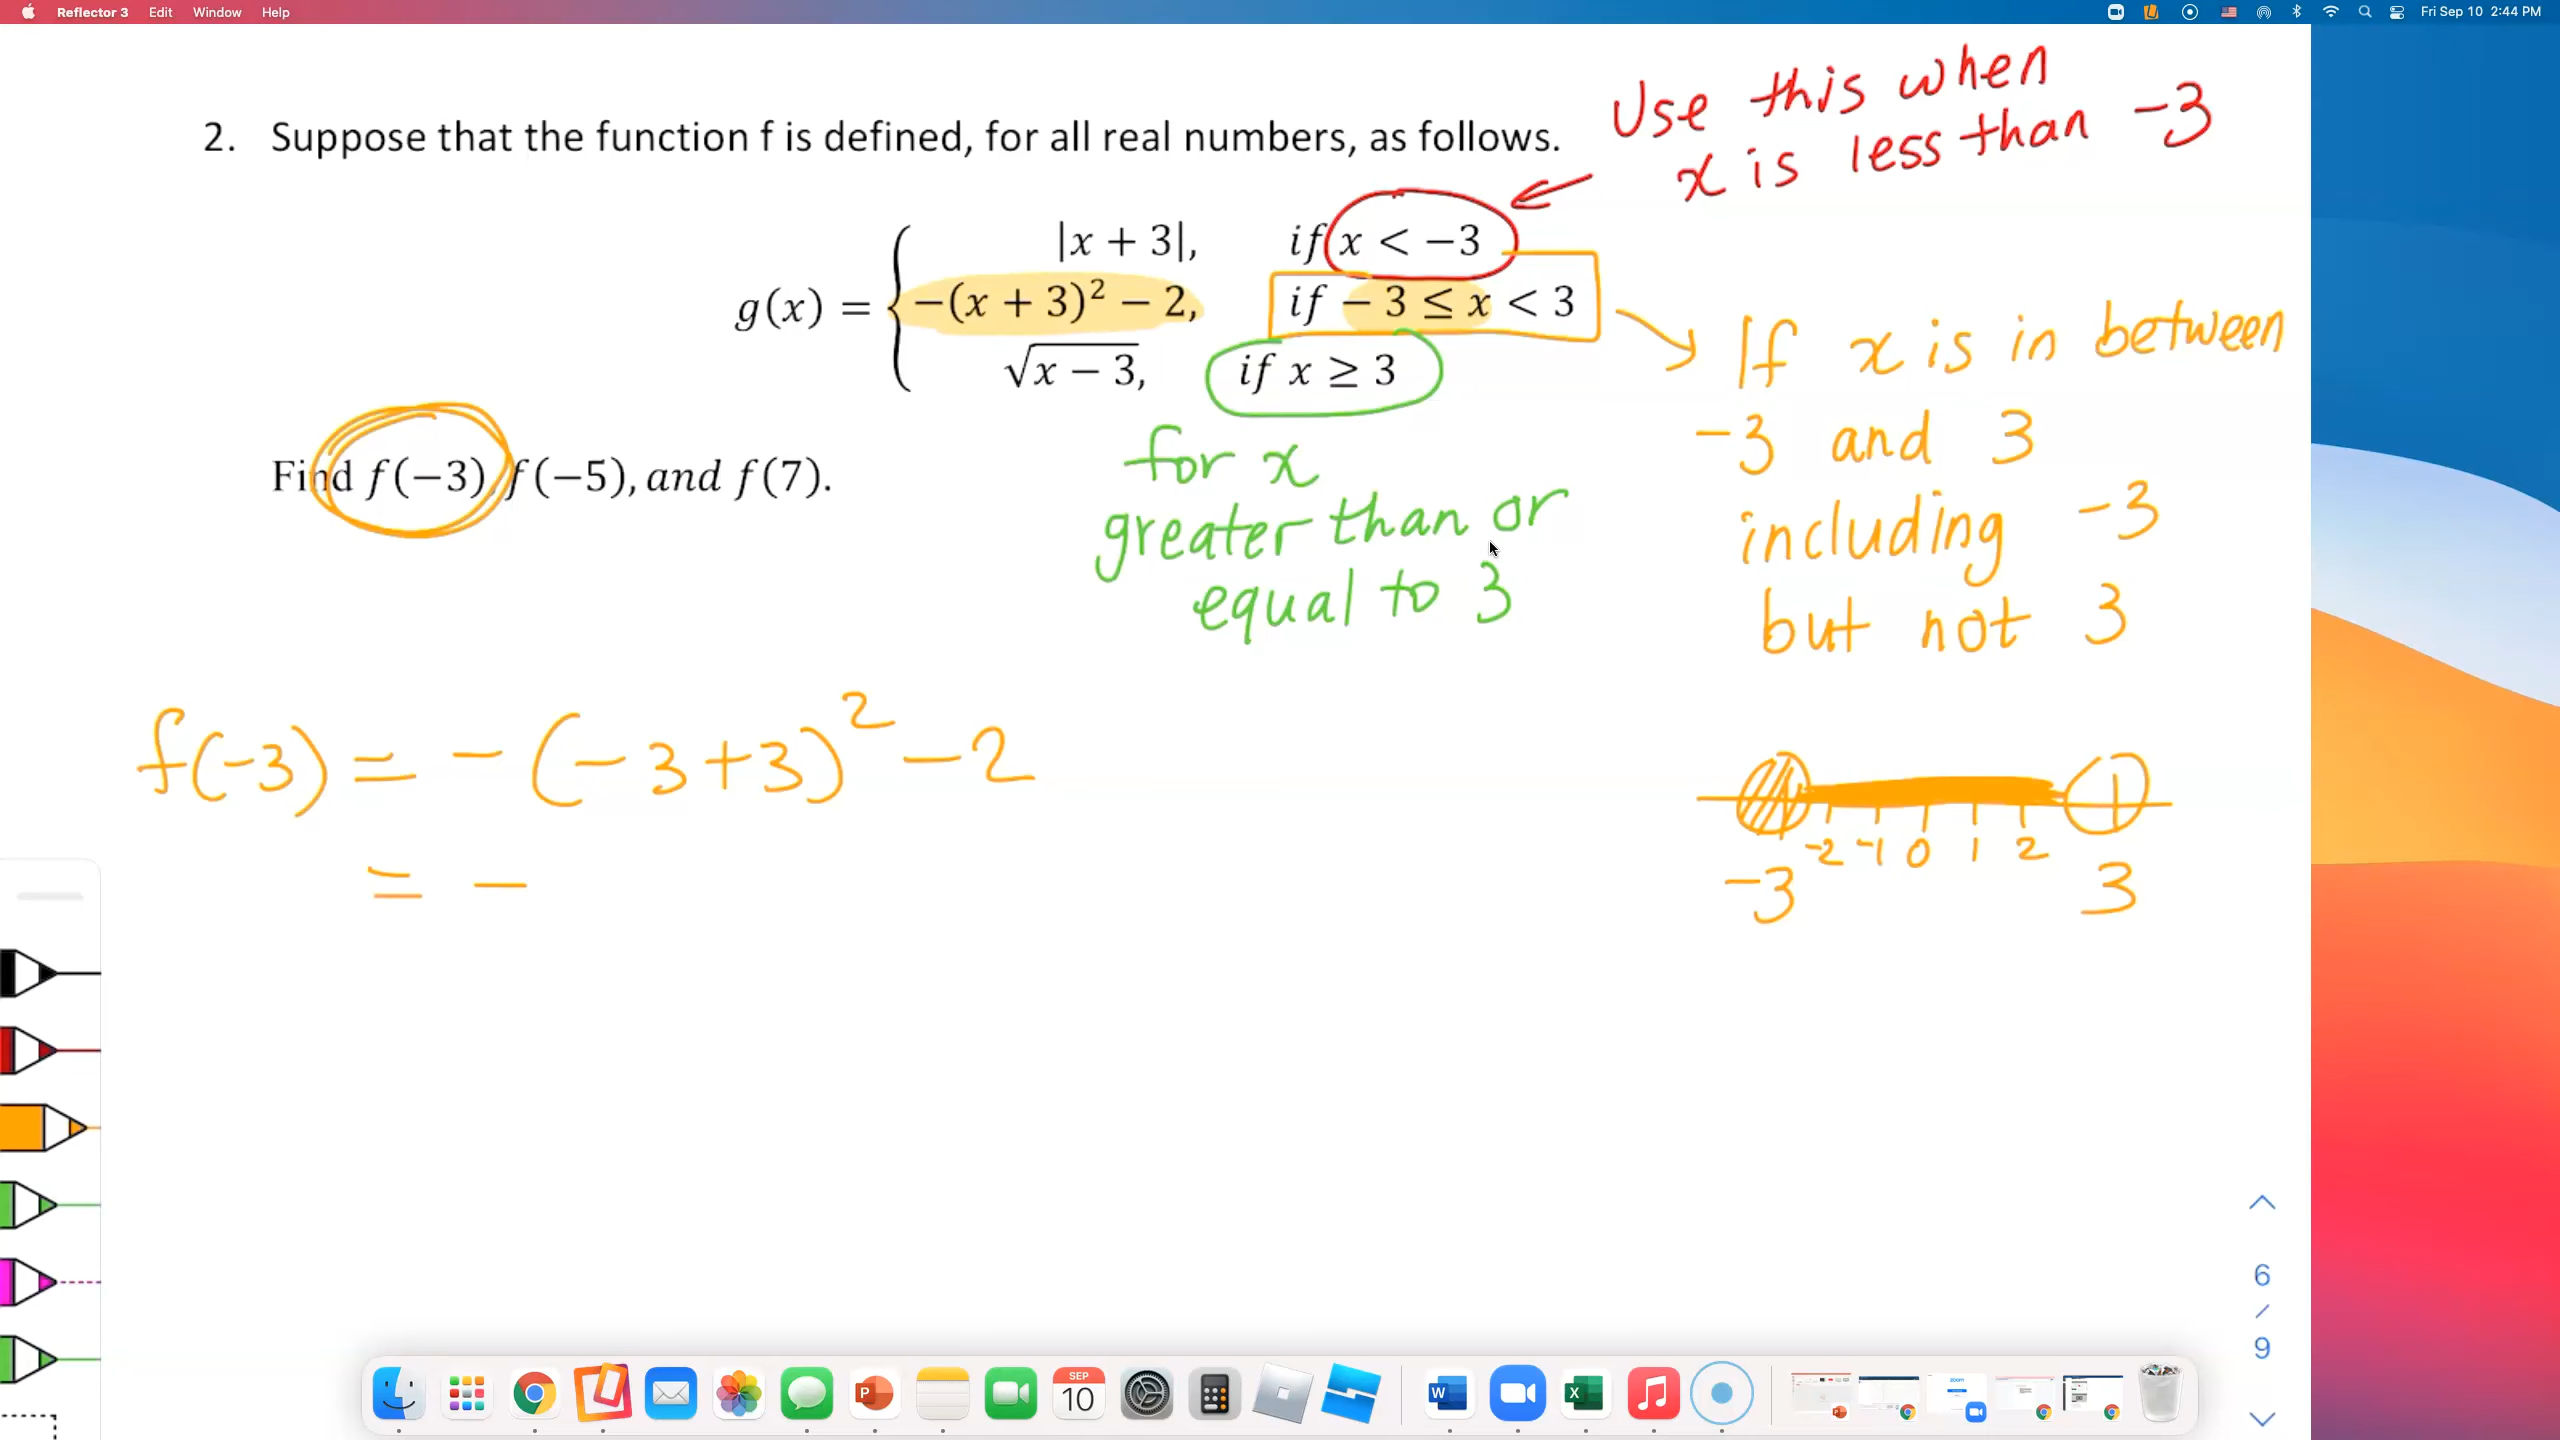 Reflector 3 Edit Window Help Fri Sep 10 2:44 PM
Use this when
x is less than -3
2. Suppose that the function f is defined, for all real numbers, as follows.
|x + 3|, if x < −3
g(x) = { −(x + 3)² − 2, if − 3 ≤ x < 3
√x − 3, if x ≥ 3
If x is in between
-3 and 3
including -3
but not 3
Find f(−3), f(−5), and f(7).
for x
greater than or
equal to 3
f(-3) = - (-3+3)² -2
= -
-2 -1 0 1 2
-3 3
6
/
9
SEP
10
P
W
X
zoom